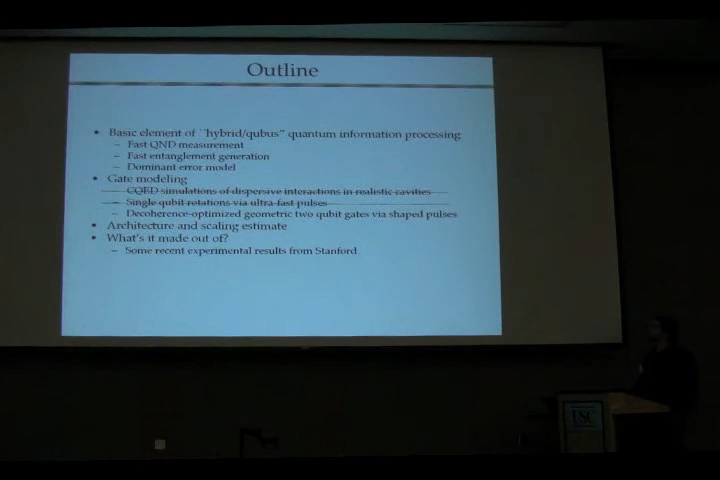 Outline
• Basic element of ``hybrid/qubus” quantum information processing
– Fast QND measurement
– Fast entanglement generation
– Dominant error model
• Gate modeling
– CQED simulations of dispersive interactions in realistic cavities
– Single qubit rotations via ultra-fast pulses
– Decoherence-optimized geometric two qubit gates via shaped pulses
• Architecture and scaling estimate
• What's it made out of?
– Some recent experimental results from Stanford
USC